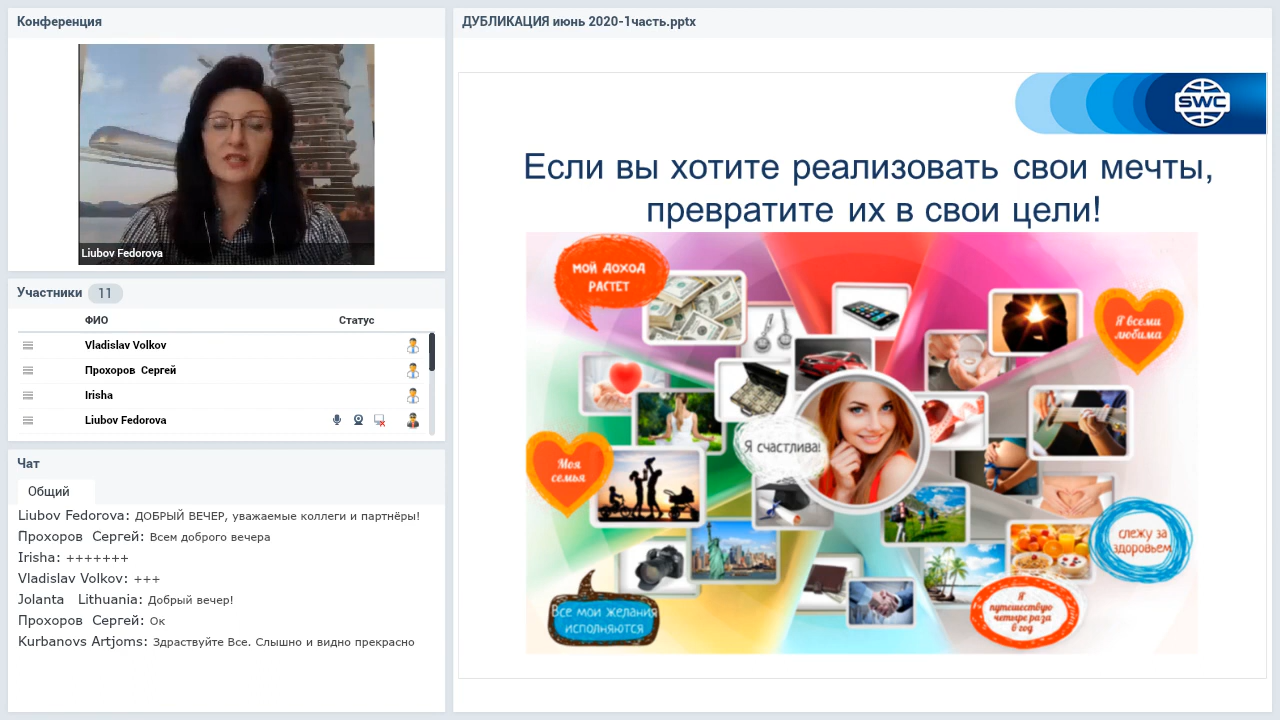 Конференция
Liubov Fedorova
Участники 11
ФИО Статус
Vladislav Volkov
Прохоров Сергей
Irisha
Liubov Fedorova
Чат
Общий
Liubov Fedorova: ДОБРЫЙ ВЕЧЕР, уважаемые коллеги и партнёры!
Прохоров Сергей: Всем доброго вечера
Irisha: +++++++
Vladislav Volkov: +++
Jolanta Lithuania: Добрый вечер!
Прохоров Сергей: Ок
Kurbanovs Artjoms: Здраствуйте Все. Слышно и видно прекрасно
ДУБЛИКАЦИЯ июнь 2020-1часть.pptx
SWC
Если вы хотите реализовать свои мечты,
превратите их в свои цели!
МОЙ ДОХОД
РАСТЕТ
Я всеми
любима
Я счастлива!
Моя
семья
слежу за
здоровьем
Все мои желания
исполняются
Я
путешествую
четыре раза
в год